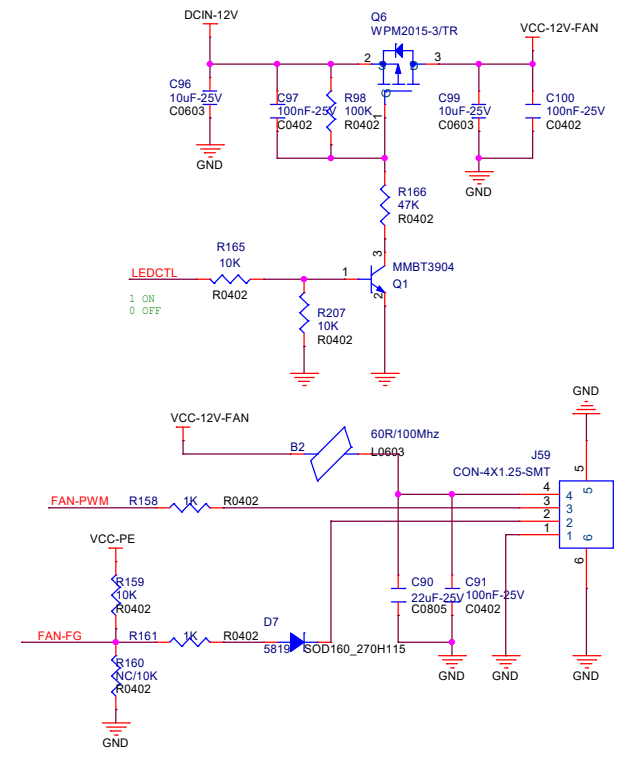 DCIN-12V
Q6
WPM2015-3/TR
VCC-12V-FAN
2
3
S
D
G
1
C96
10uF-25V
C0603
C97
100nF-25V
C0402
R98
100K
R0402
C99
10uF-25V
C0603
C100
100nF-25V
C0402
GND
GND
R166
47K
R0402
R165
10K
R0402
LEDCTL
1 ON
0 OFF
1
3
2
MMBT3904
Q1
R207
10K
R0402
VCC-12V-FAN
B2
60R/100Mhz
L0603
GND
J59
CON-4X1.25-SMT
5
5
4
4
3
3
2
2
1
1
6
6
FAN-PWM
R158
1K
R0402
VCC-PE
R159
10K
R0402
FAN-FG
R161
1K
R0402
D7
5819
SOD160_270H115
R160
NC/10K
R0402
C90
22uF-25V
C0805
C91
100nF-25V
C0402
GND
GND
GND
GND